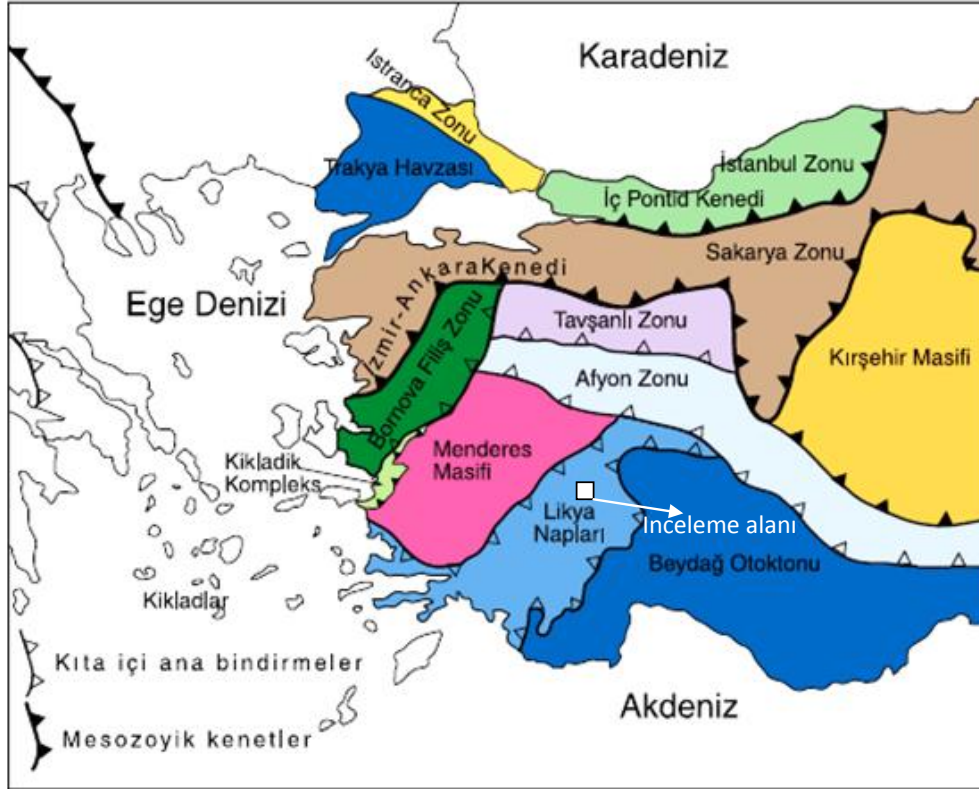 Karadeniz
Istranca Zonu
Trakya Havzası
İstanbul Zonu
İç Pontid Kenedi
Sakarya Zonu
İzmir-AnkaraKenedi
Ege Denizi
Bornova Filiş Zonu
Tavşanlı Zonu
Kırşehir Masifi
Afyon Zonu
Menderes
Masifi
Kikladik
Kompleks
Likya
Napları
İnceleme alanı
Beydağ Otoktonu
Kikladlar
Kıta içi ana bindirmeler
Akdeniz
Mesozoyik kenetler